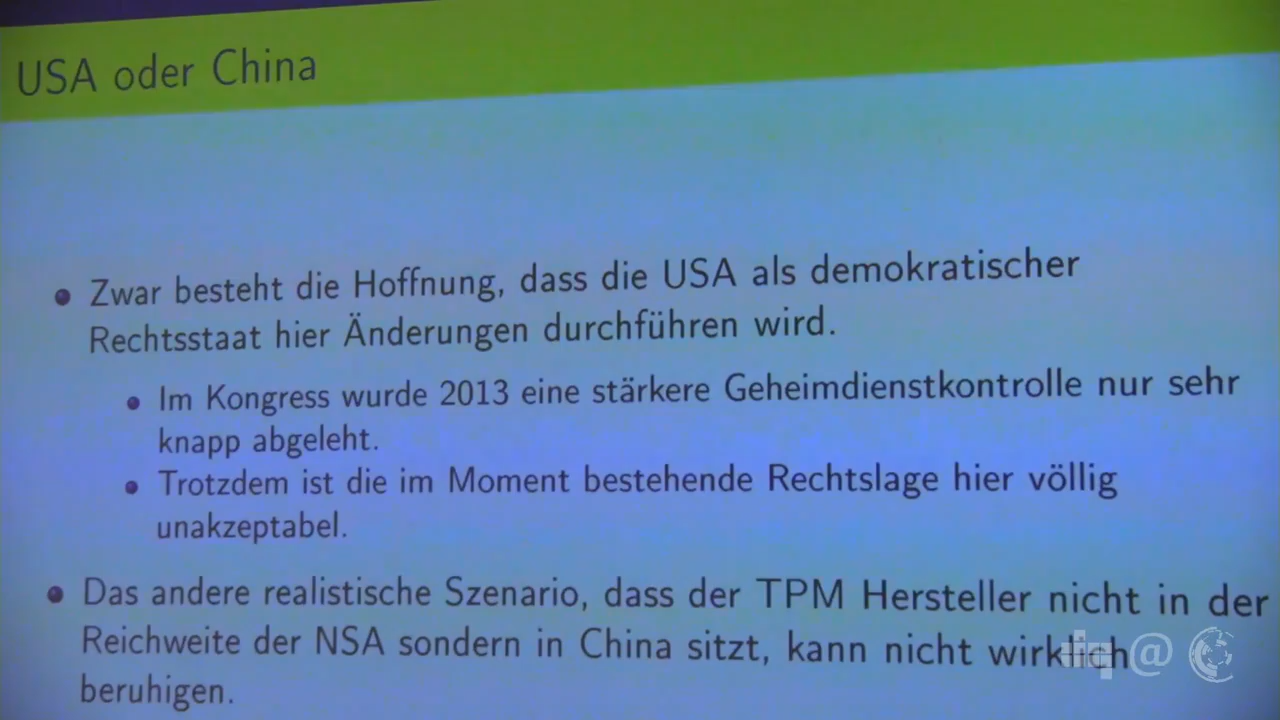 USA oder China
Zwar besteht die Hoffnung, dass die USA als demokratischer
Rechtsstaat hier Änderungen durchführen wird.
Im Kongress wurde 2013 eine stärkere Geheimdienstkontrolle nur sehr
knapp abgeleht.
Trotzdem ist die im Moment bestehende Rechtslage hier völlig
unakzeptabel.
Das andere realistische Szenario, dass der TPM Hersteller nicht in der
Reichweite der NSA sondern in China sitzt, kann nicht wirklich
beruhigen.